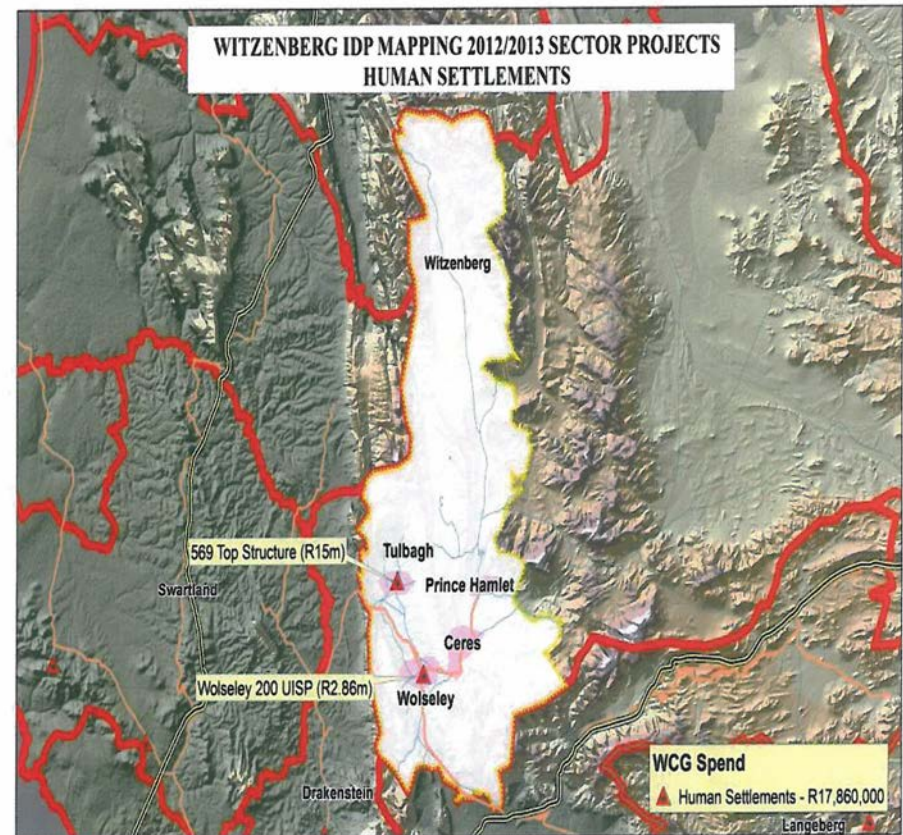 WITZENBERG IDP MAPPING 2012/2013 SECTOR PROJECTS
HUMAN SETTLEMENTS
Witzenberg
569 Top Structure (R15m)
Tulbagh
Swartland
Prince Hamlet
Ceres
Wolseley 200 UISP (R2.86m)
Wolseley
Drakenstein
WCG Spend
Human Settlements - R17,860,000
Langeberg